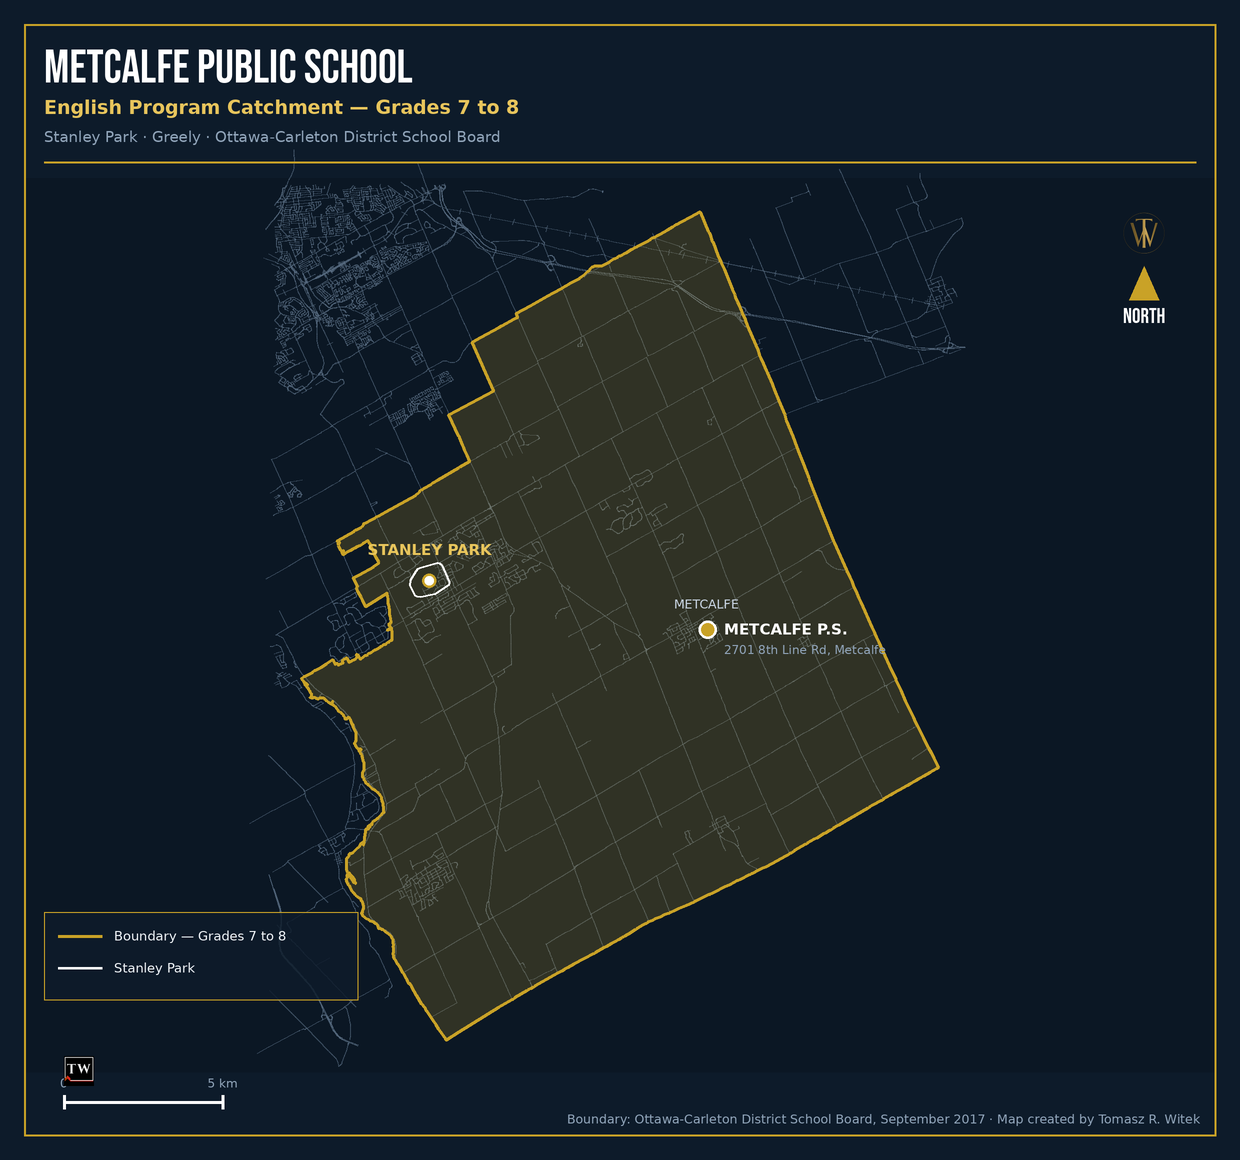 METCALFE PUBLIC SCHOOL
English Program Catchment — Grades 7 to 8
Stanley Park · Greely · Ottawa-Carleton District School Board
TW
NORTH
STANLEY PARK
METCALFE
METCALFE P.S.
2701 8th Line Rd, Metcalfe
Boundary — Grades 7 to 8
Stanley Park
TW
0 5 km
Boundary: Ottawa-Carleton District School Board, September 2017 · Map created by Tomasz R. Witek